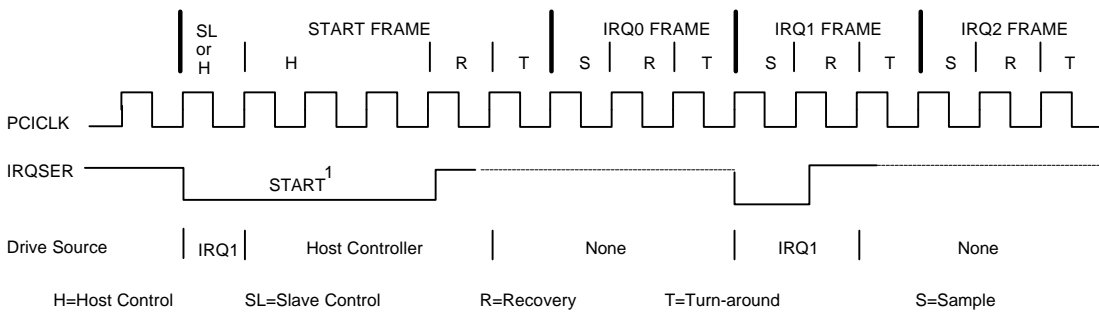 SL or H
START FRAME
IRQ0 FRAME
IRQ1 FRAME
IRQ2 FRAME
H R T S R T S R T S R T
PCICLK
IRQSER
START1
Drive Source IRQ1 Host Controller None IRQ1 None
H=Host Control SL=Slave Control R=Recovery T=Turn-around S=Sample